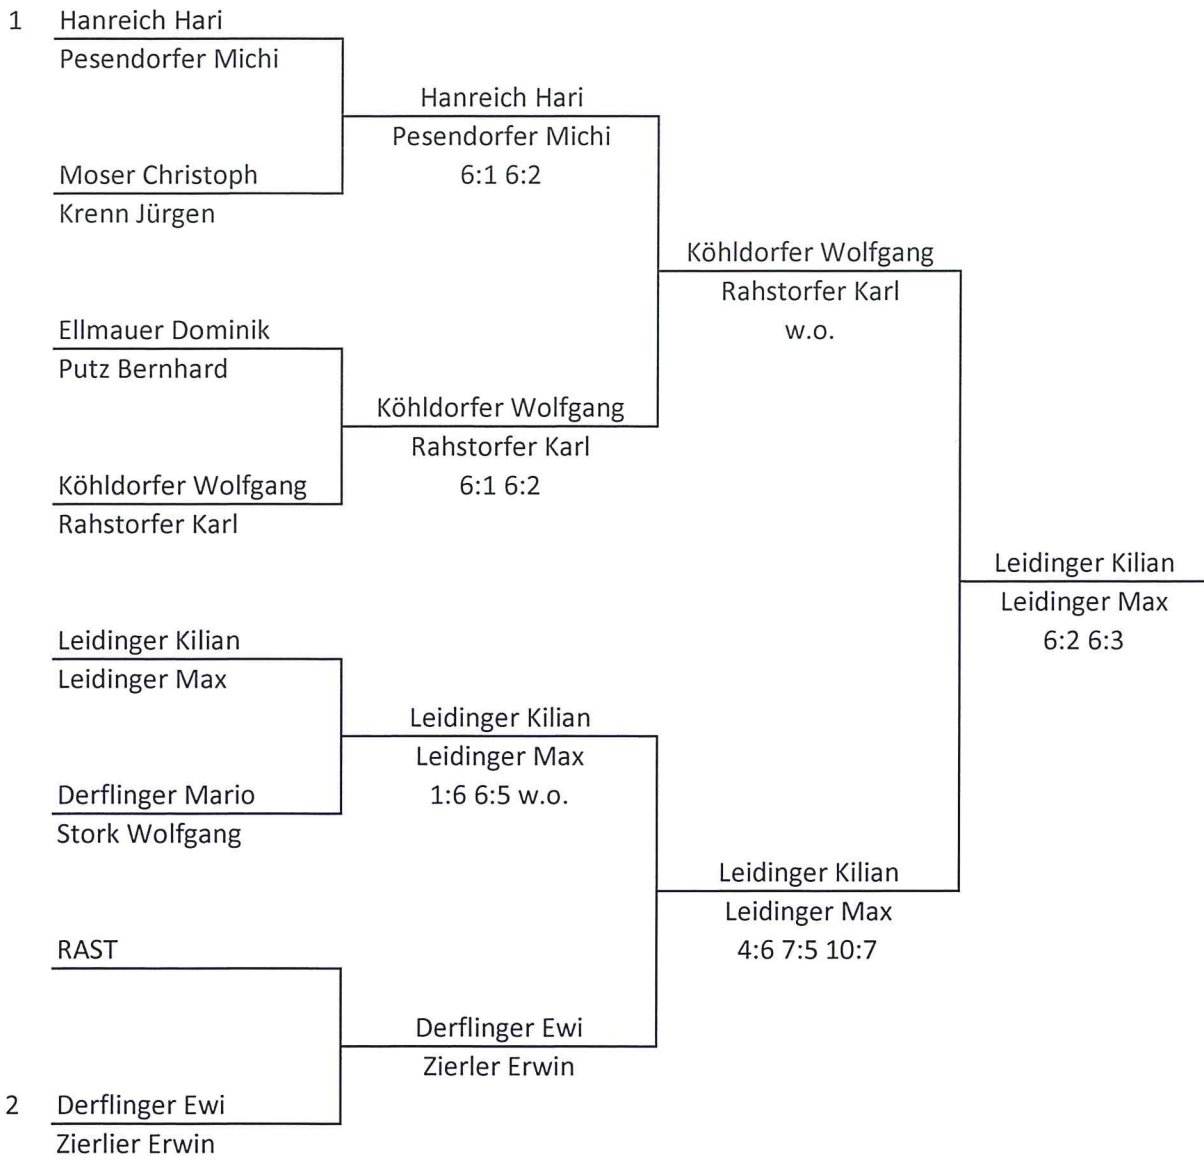 1 Hanreich Hari
Pesendorfer Michi
Hanreich Hari
Pesendorfer Michi
6:1 6:2
Moser Christoph
Krenn Jürgen
Köhldorfer Wolfgang
Rahstorfer Karl
w.o.
Ellmauer Dominik
Putz Bernhard
Köhldorfer Wolfgang
Rahstorfer Karl
6:1 6:2
Köhldorfer Wolfgang
Rahstorfer Karl
Leidinger Kilian
Leidinger Max
6:2 6:3
Leidinger Kilian
Leidinger Max
Leidinger Kilian
Leidinger Max
1:6 6:5 w.o.
Derflinger Mario
Stork Wolfgang
Leidinger Kilian
Leidinger Max
4:6 7:5 10:7
RAST
Derflinger Ewi
Zierler Erwin
2 Derflinger Ewi
Zierlier Erwin